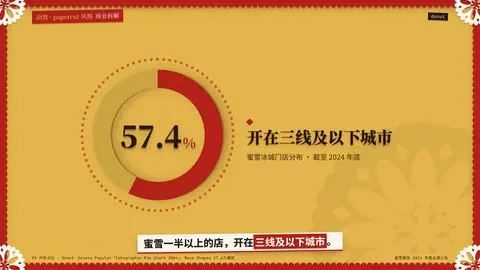 动效 · papercut 风格 商业拆解
donut
57.4%
开在三线及以下城市
蜜雪冰城门店分布 · 截至 2024 年底
蜜雪一半以上的店，开在三线及以下城市。